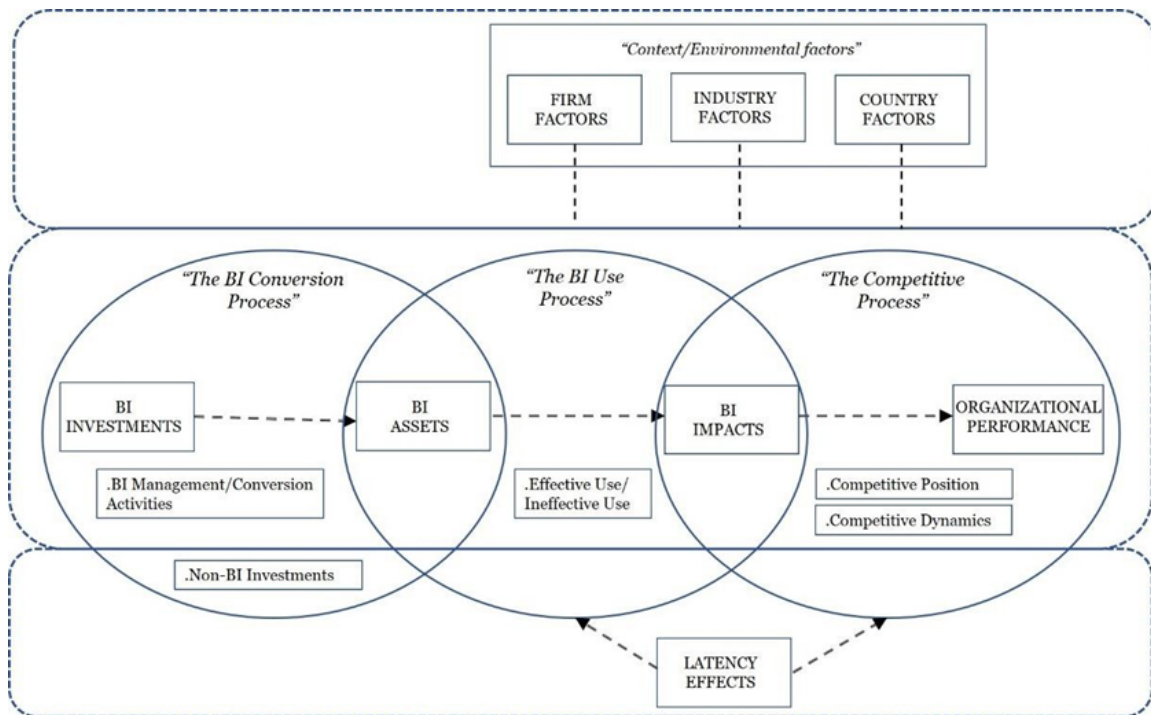 “Context/Environmental factors”
FIRM
FACTORS
INDUSTRY
FACTORS
COUNTRY
FACTORS
“The BI Conversion
Process”
“The BI Use
Process”
“The Competitive
Process”
BI
INVESTMENTS
BI
ASSETS
BI
IMPACTS
ORGANIZATIONAL
PERFORMANCE
.BI Management/Conversion
Activities
.Effective Use/
Ineffective Use
.Competitive Position
.Competitive Dynamics
.Non-BI Investments
LATENCY
EFFECTS